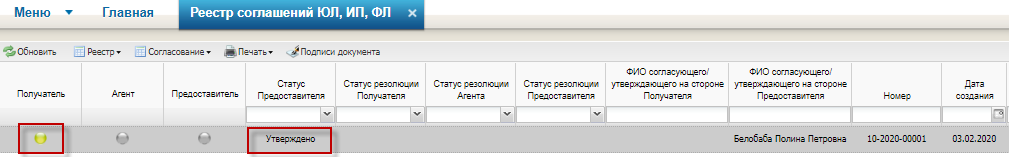 Меню Главная Реестр соглашений ЮЛ, ИП, ФЛ
Обновить Реестр Согласование Печать Подписи документа
Получатель
Агент
Предоставитель
Статус
Предоставителя
Статус резолюции
Получателя
Статус резолюции
Агента
Статус резолюции
Предоставителя
ФИО согласующего/
утверждающего на стороне
Получателя
ФИО согласующего/
утверждающего на стороне
Предоставителя
Номер
Дата
создания
Утверждено Белобаба Полина Петровна 10-2020-00001 03.02.2020